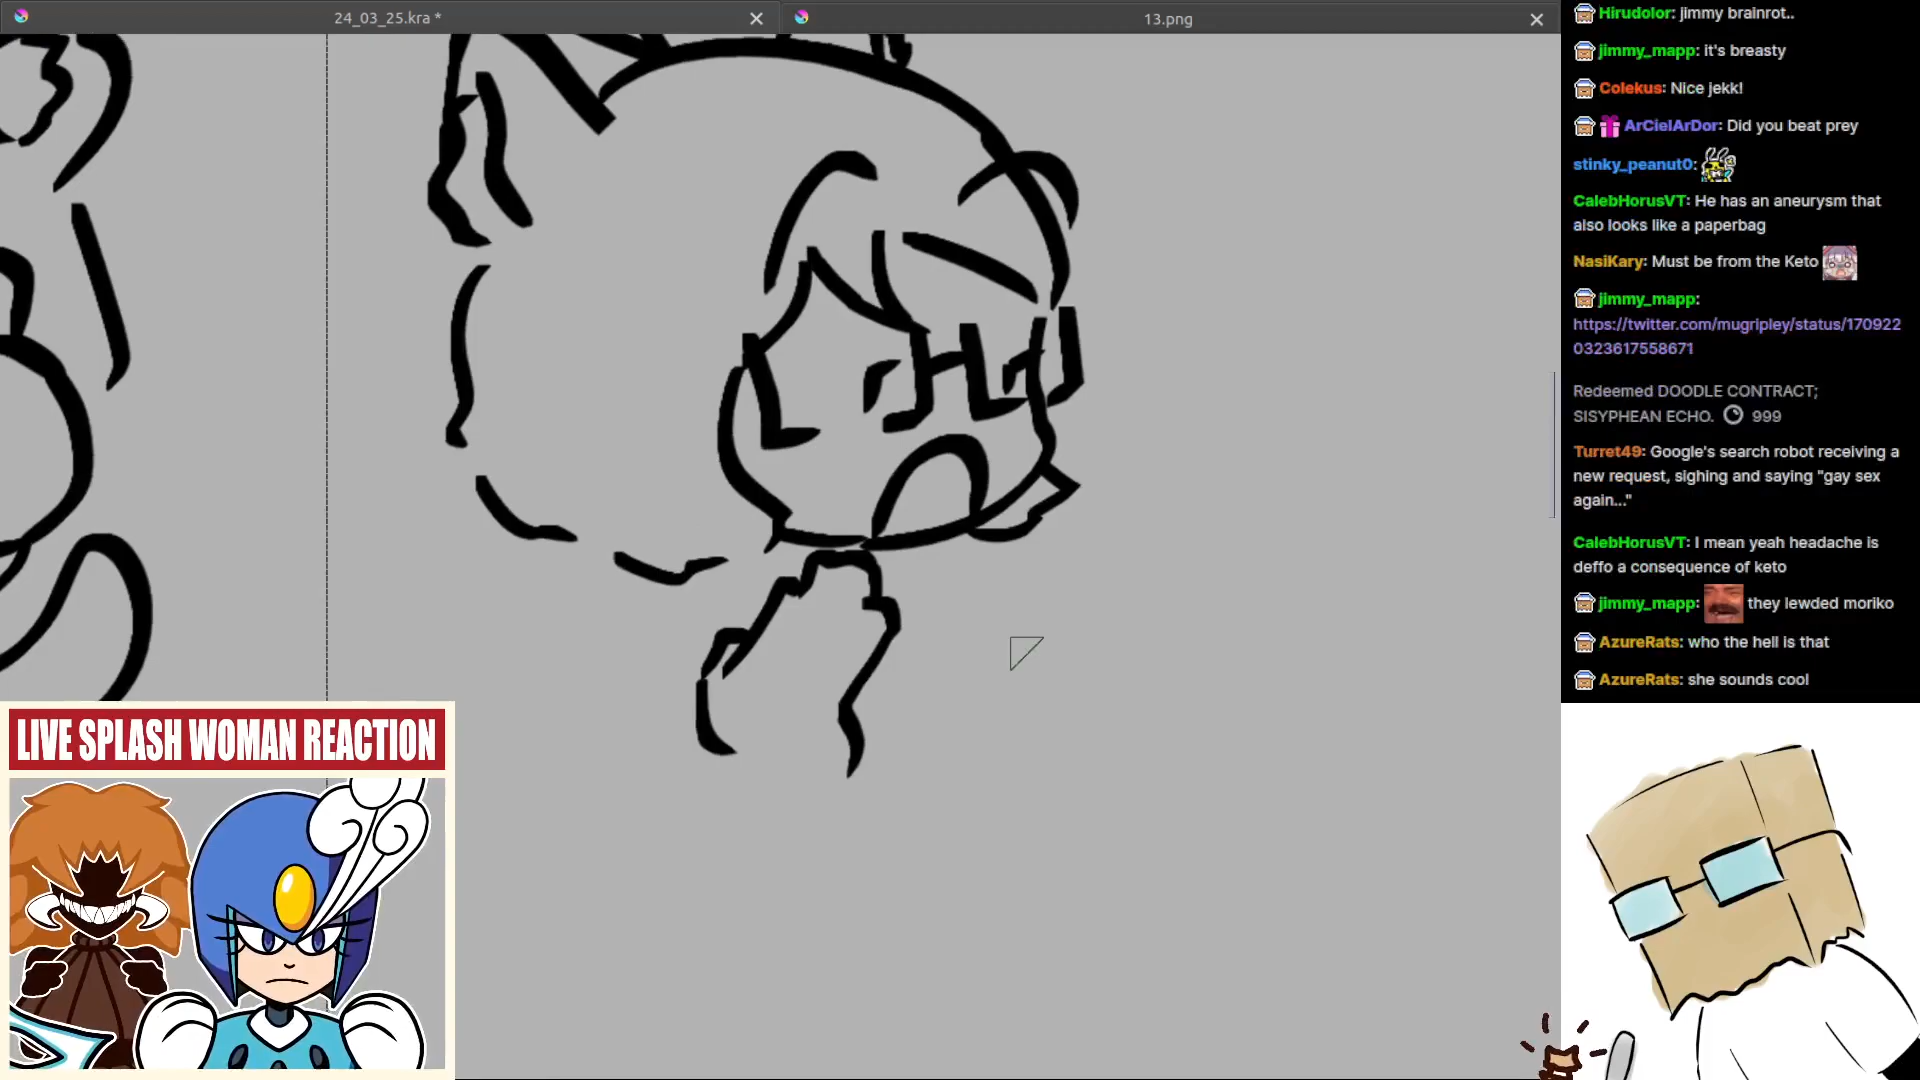 24_03_25.kra *
13.png
Hirudolor: jimmy brainrot..
jimmy_mapp: it's breasty
Colekus: Nice jekk!
ArCielArDor: Did you beat prey
stinky_peanut0:
CalebHorusVT: He has an aneurysm that
also looks like a paperbag
NasiKary: Must be from the Keto
jimmy_mapp:
https://twitter.com/mugripley/status/170922
0323617558671
Redeemed DOODLE CONTRACT;
SISYPHEAN ECHO. 999
Turret49: Google's search robot receiving a
new request, sighing and saying "gay sex
again..."
CalebHorusVT: I mean yeah headache is
deffo a consequence of keto
jimmy_mapp: they lewded moriko
AzureRats: who the hell is that
AzureRats: she sounds cool
LIVE SPLASH WOMAN REACTION